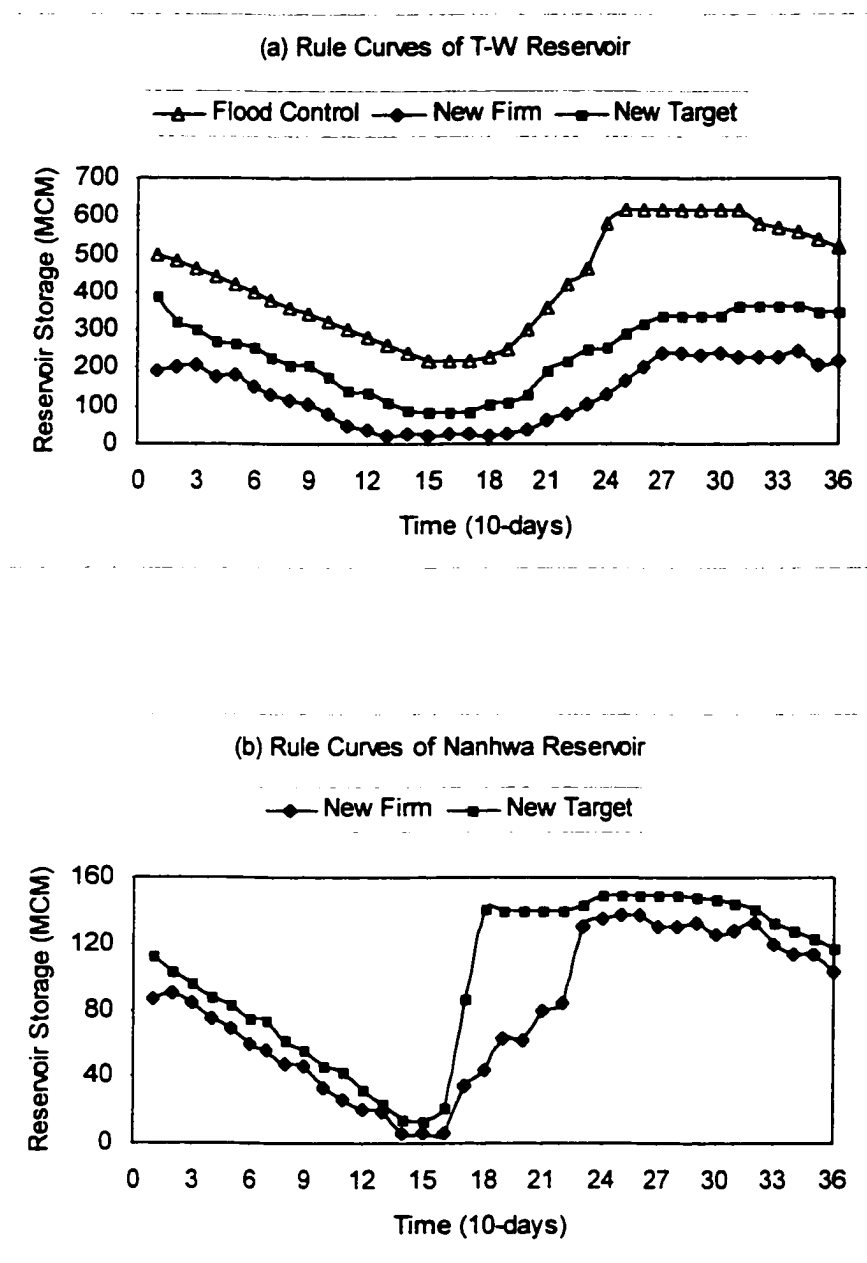 (a) Rule Curves of T-W Reservoir
Flood Control New Firm New Target
Reservoir Storage (MCM)
700
600
500
400
300
200
100
0
0 3 6 9 12 15 18 21 24 27 30 33 36
Time (10-days)
(b) Rule Curves of Nanhwa Reservoir
New Firm New Target
Reservoir Storage (MCM)
160
120
80
40
0
0 3 6 9 12 15 18 21 24 27 30 33 36
Time (10-days)